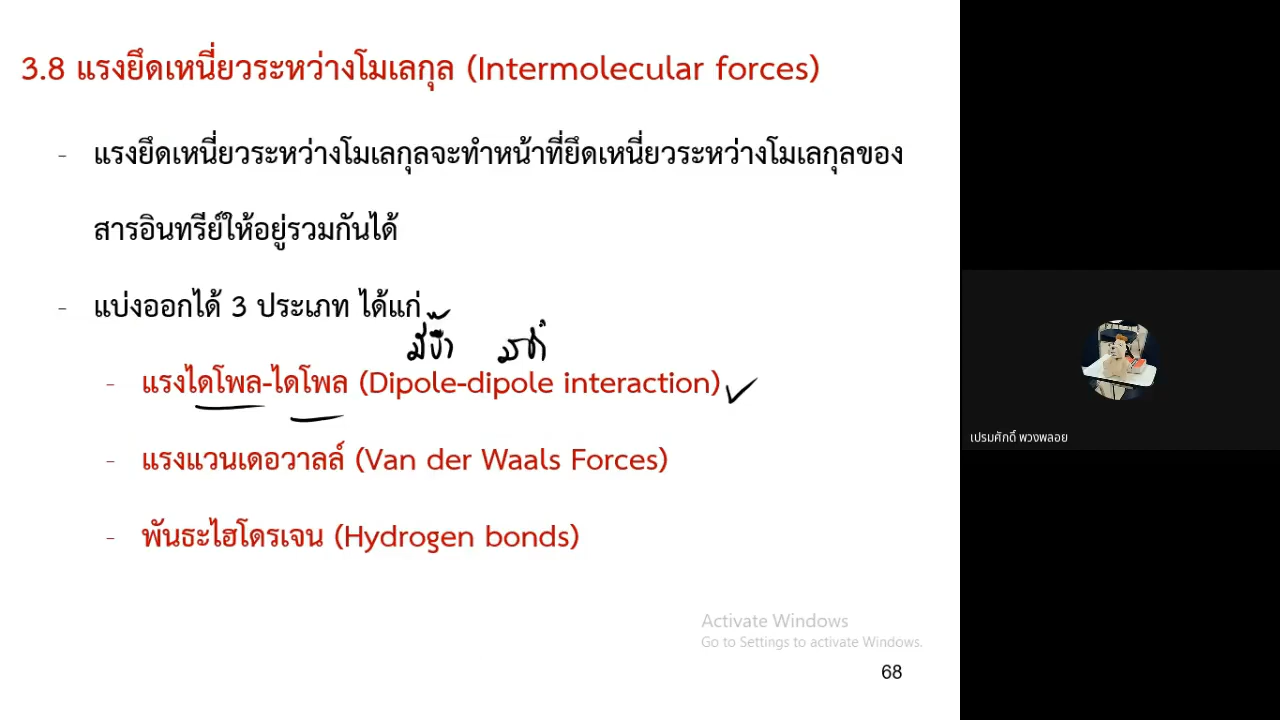 3.8 แรงยึดเหนี่ยวระหว่างโมเลกุล (Intermolecular forces)
- แรงยึดเหนี่ยวระหว่างโมเลกุลจะทำหน้าที่ยึดเหนี่ยวระหว่างโมเลกุลของ
สารอินทรีย์ให้อยู่รวมกันได้
- แบ่งออกได้ 3 ประเภท ได้แก่
มีขั้ว
- แรงไดโพล-ไดโพล (Dipole-dipole interaction)
- แรงแวนเดอวาลล์ (Van der Waals Forces)
- พันธะไฮโดรเจน (Hydrogen bonds)
Activate Windows
Go to Settings to activate Windows.
68
เปรมศักดิ์ พวงพลอย